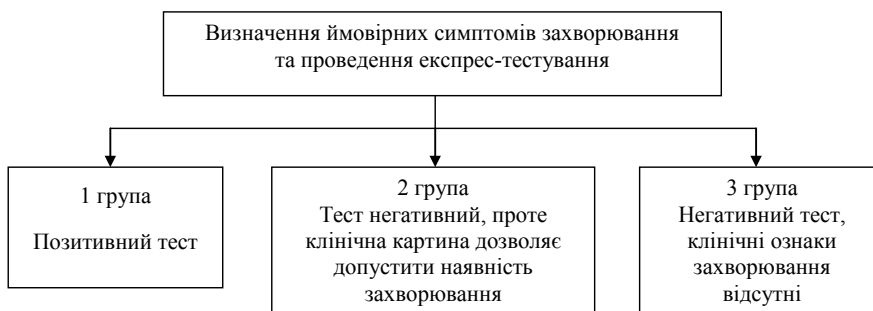 Визначення ймовірних симптомів захворювання
та проведення експрес-тестування
1 група
Позитивний тест
2 група
Тест негативний, проте
клінічна картина дозволяє
допустити наявність
захворювання
3 група
Негативний тест,
клінічні ознаки
захворювання
відсутні